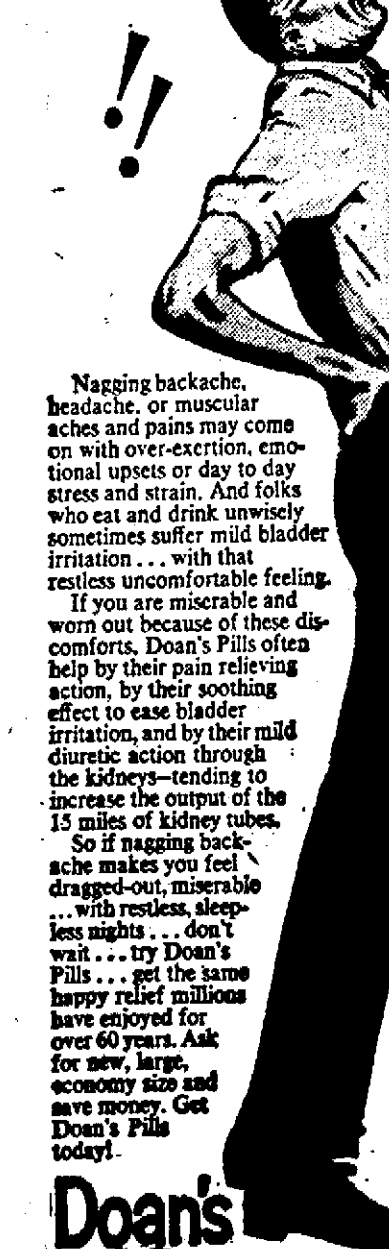 !!
Nagging backache,
headache, or muscular
aches and pains may come
on with over-exertion, emo-
tional upsets or day to day
stress and strain. And folks
who eat and drink unwisely
sometimes suffer mild bladder
irritation ... with that
restless uncomfortable feeling.
If you are miserable and
worn out because of these dis-
comforts, Doan's Pills often
help by their pain relieving
action, by their soothing
effect to ease bladder
irritation, and by their mild
diuretic action through
the kidneys—tending to
increase the output of the
15 miles of kidney tubes.
So if nagging back-
ache makes you feel
dragged-out, miserable
... with restless, sleep-
less nights ... don't
wait ... try Doan's
Pills ... get the same
happy relief millions
have enjoyed for
over 60 years. Ask
for new, large,
economy size and
save money. Get
Doan's Pills
today!
Doan's